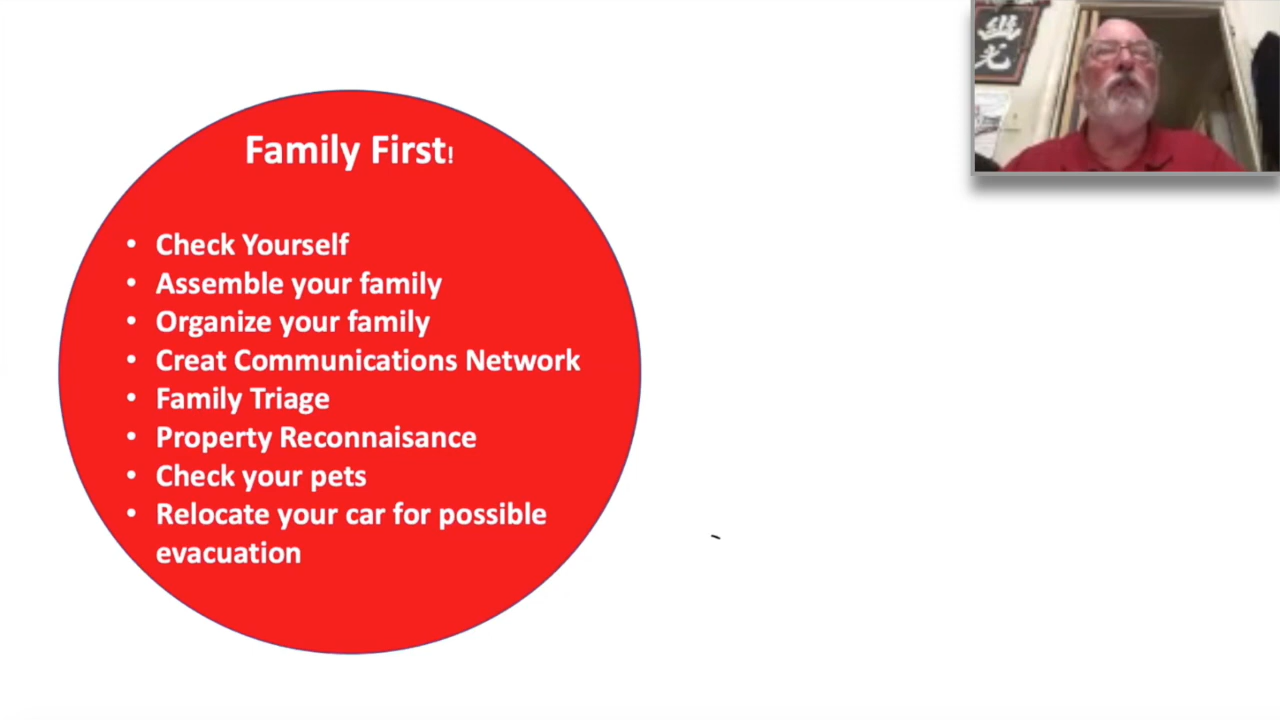 Family First!
• Check Yourself
• Assemble your family
• Organize your family
• Creat Communications Network
• Family Triage
• Property Reconnaisance
• Check your pets
• Relocate your car for possible
evacuation